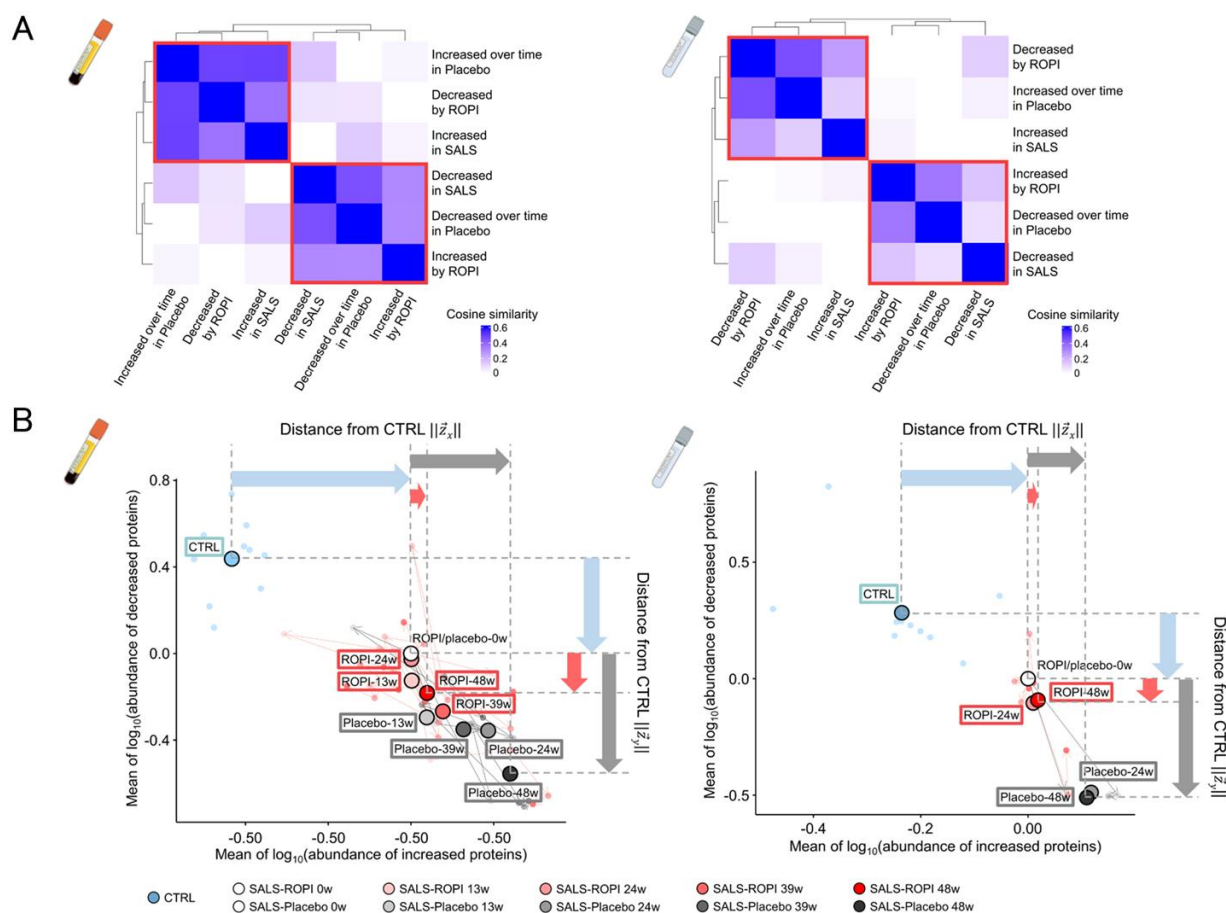 A
Increased over time
in Placebo
Decreased
by ROPI
Increased
in SALS
Decreased
in SALS
Decreased over time
in Placebo
Increased
by ROPI
Increased over time
in Placebo
Decreased
by ROPI
Increased
in SALS
Decreased
in SALS
Decreased over time
in Placebo
Increased
by ROPI
Cosine similarity
0.6
0.4
0.2
0
Decreased
by ROPI
Increased over time
in Placebo
Increased
in SALS
Increased
by ROPI
Decreased over time
in Placebo
Decreased
in SALS
Decreased
by ROPI
Increased over time
in Placebo
Increased
in SALS
Increased
by ROPI
Decreased over time
in Placebo
Decreased
in SALS
Cosine similarity
0.6
0.4
0.2
0
B
Distance from CTRL ||z⃗ₓ||
Mean of log₁₀(abundance of decreased proteins)
0.8
0.4
0.0
-0.4
CTRL
ROPI/placebo-0w
ROPI-24w
ROPI-13w
ROPI-48w
ROPI-39w
Placebo-13w
Placebo-39w
Placebo-24w
Placebo-48w
Distance from CTRL ||z⃗ᵧ||
-0.50
-0.50
-0.50
Mean of log₁₀(abundance of increased proteins)
Distance from CTRL ||z⃗ₓ||
Mean of log₁₀(abundance of decreased proteins)
0.5
0.0
-0.5
CTRL
ROPI/placebo-0w
ROPI-48w
ROPI-24w
Placebo-24w
Placebo-48w
Distance from CTRL ||z⃗ᵧ||
-0.4
-0.2
0.00
Mean of log₁₀(abundance of increased proteins)
CTRL
SALS-ROPI 0w
SALS-ROPI 13w
SALS-ROPI 24w
SALS-ROPI 39w
SALS-ROPI 48w
SALS-Placebo 0w
SALS-Placebo 13w
SALS-Placebo 24w
SALS-Placebo 39w
SALS-Placebo 48w